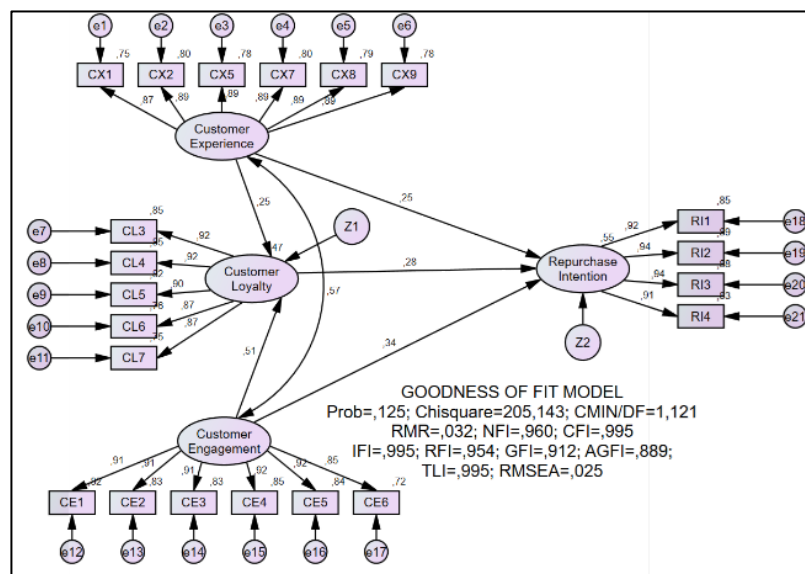 e1 e2 e3 e4 e5 e6
,75 ,80 ,78 ,80 ,79 ,78
CX1 CX2 CX5 CX7 CX8 CX9
,87 ,89 ,89 ,89 ,89 ,89
Customer
Experience
,25 ,25
,85
e7 CL3 ,92
e8 CL4 ,92
e9 CL5 ,90
e10 CL6 ,87
,76
e11 CL7 ,87
,75
,47
Z1
Customer
Loyalty
,28
,57
,51
,34
,55
Repurchase
Intention
Z2
,85
,92 RI1 e18
,94 RI2 e19
,94 RI3 e20
,91 RI4 e21
GOODNESS OF FIT MODEL
Prob=,125; Chisquare=205,143; CMIN/DF=1,121
RMR=,032; NFI=,960; CFI=,995
IFI=,995; RFI=,954; GFI=,912; AGFI=,889;
TLI=,995; RMSEA=,025
Customer
Engagement
,91 ,91 ,91 ,92 ,92 ,85
,83 ,83 ,85 ,84 ,72
CE1 CE2 CE3 CE4 CE5 CE6
e12 e13 e14 e15 e16 e17